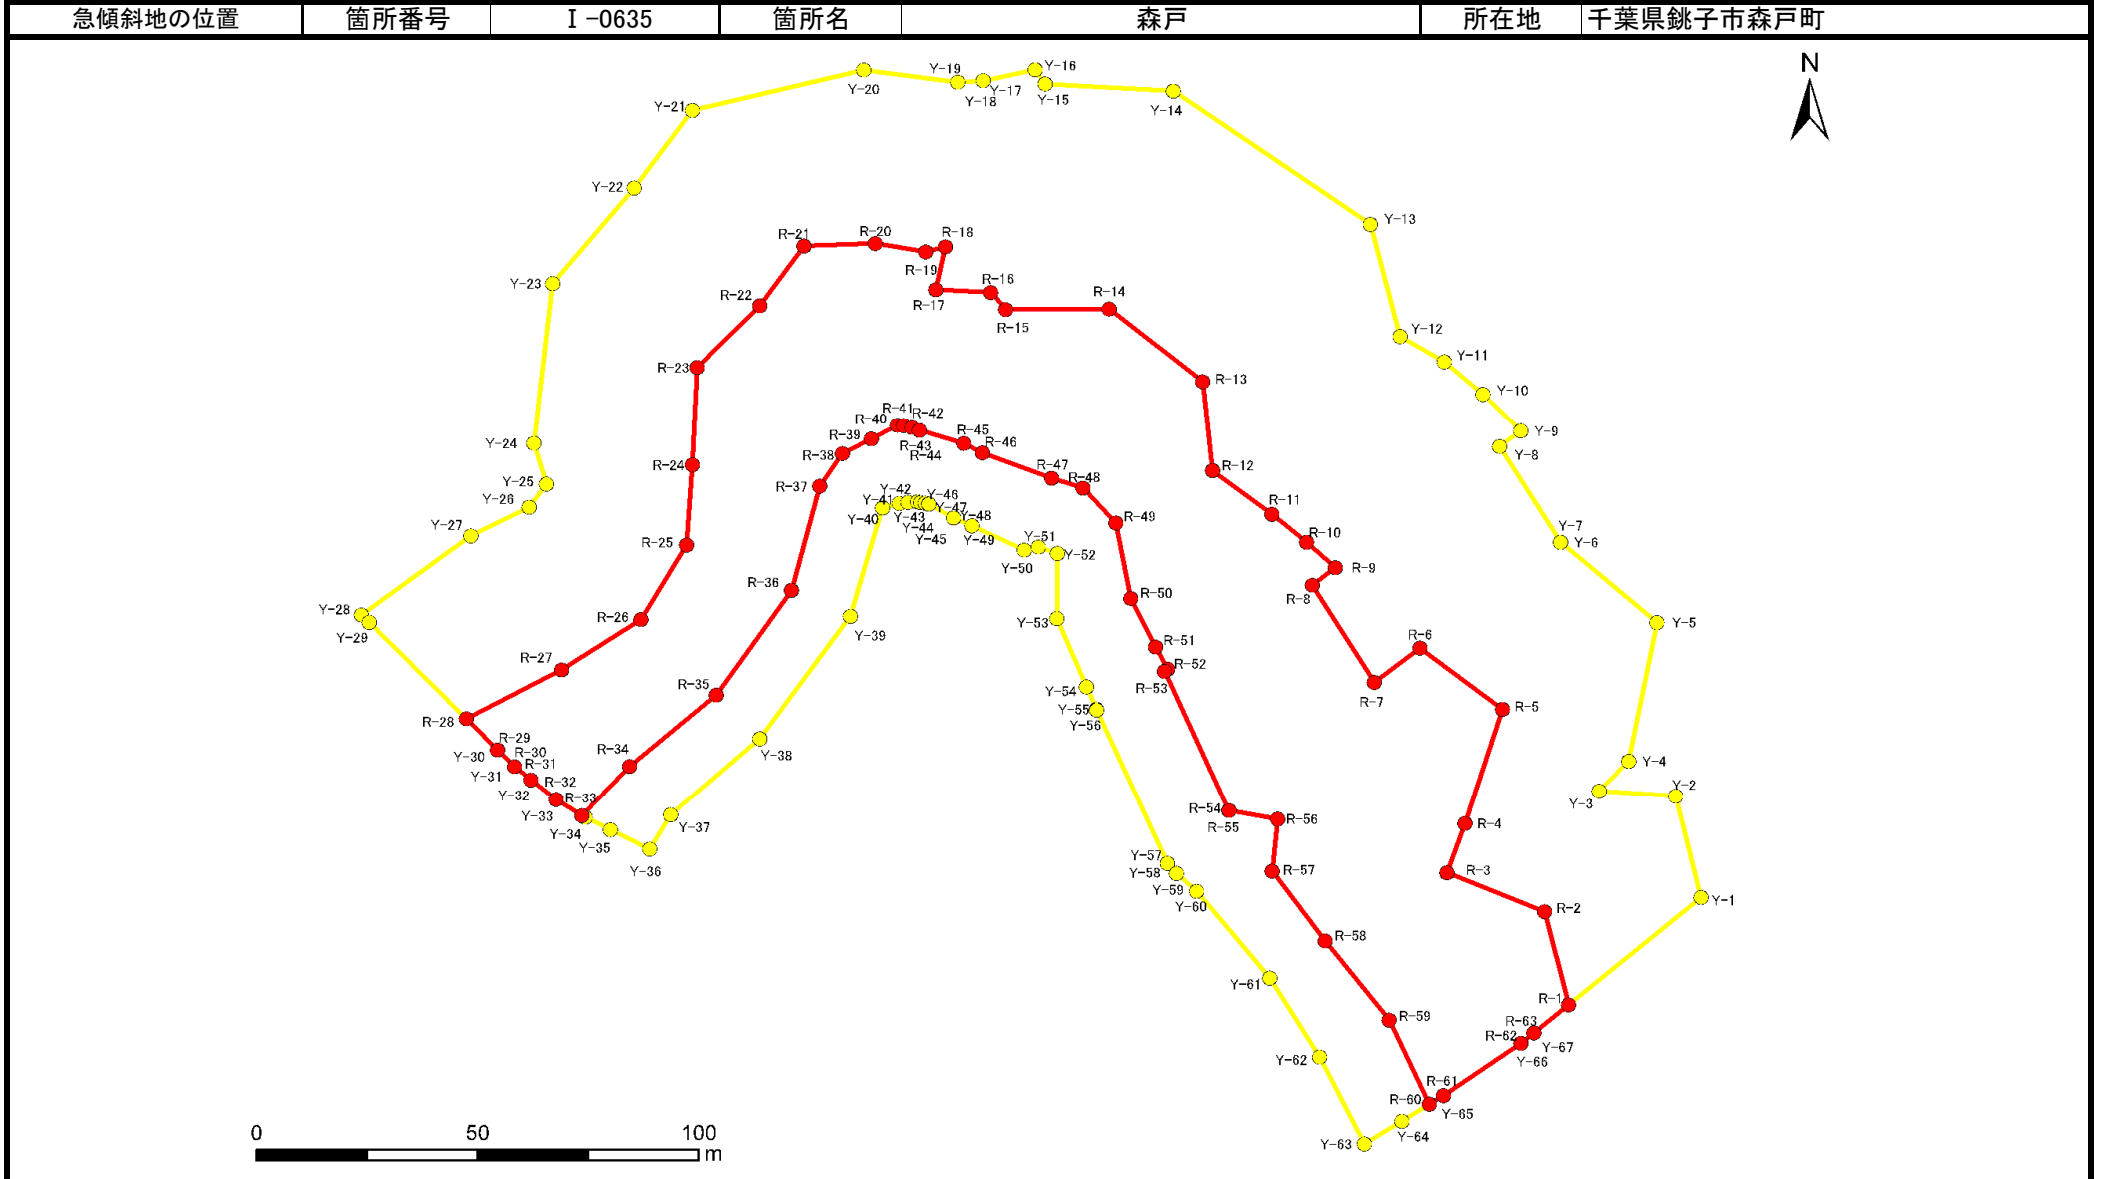 急傾斜地の位置 箇所番号 Ⅰ-0635 箇所名 森戸 所在地 千葉県銚子市森戸町
N
Y-20 Y-19 Y-18 Y-17 Y-16 Y-15 Y-14
Y-21
Y-22
Y-13
R-21 R-20 R-19 R-18
Y-23
R-22 R-17 R-16 R-15 R-14
Y-12
Y-11
R-23 R-13
Y-10
R-40 R-41 R-42
Y-9
Y-24 R-39 R-43 R-44 R-45 R-46 Y-8
R-38
R-24 R-47 R-48 R-12
Y-25 R-37
Y-26 Y-41 Y-42 Y-46 R-11
Y-40 Y-43 Y-47 Y-48 R-49
Y-27 Y-44 Y-45 Y-49 Y-7
R-25 Y-50 Y-51 Y-52 R-10 Y-6
R-9
R-36 R-50 R-8
Y-28 R-26 Y-39 Y-53 Y-5
Y-29
R-27 R-51 R-6
R-52
R-53
R-35 Y-54 R-7
R-28 Y-55 R-5
Y-56
R-29 Y-38
Y-30 R-30 R-34
Y-31 R-31 Y-4
Y-32 R-32 Y-3 Y-2
Y-33 R-33 R-54 R-56
Y-34 Y-37 R-55 R-4
Y-35
Y-36 Y-57 R-57 R-3
Y-58
Y-59
Y-60 Y-1
R-2
R-58
Y-61
R-1
R-59 R-63
R-62 Y-67
Y-62 Y-66
R-61
R-60 Y-65
Y-64
Y-63
0 50 100
m